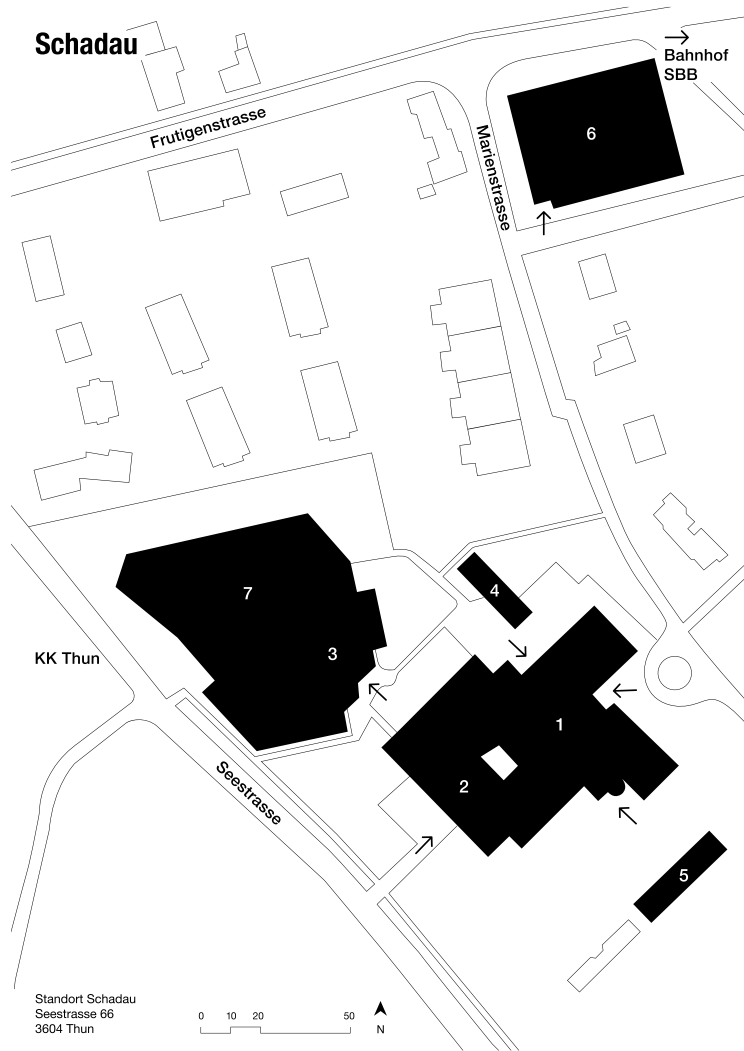 Schadau
Bahnhof
SBB
Frutigenstrasse
Marienstrasse
6
4
7
3
KK Thun
1
2
Seestrasse
5
Standort Schadau
Seestrasse 66
3604 Thun
0 10 20 50
N